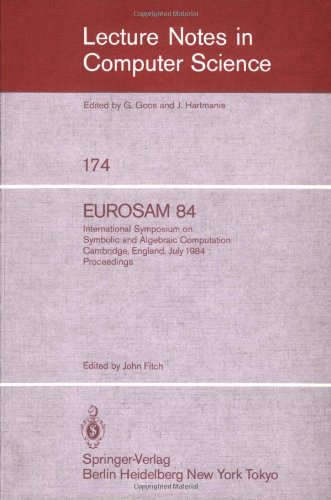 Lecture Notes in
Computer Science
Edited by G. Goos and J. Hartmanis
174
EUROSAM 84
International Symposium on
Symbolic and Algebraic Computation
Cambridge, England, July 1984
Proceedings
Edited by John Fitch
Springer-Verlag
Berlin Heidelberg New York Tokyo